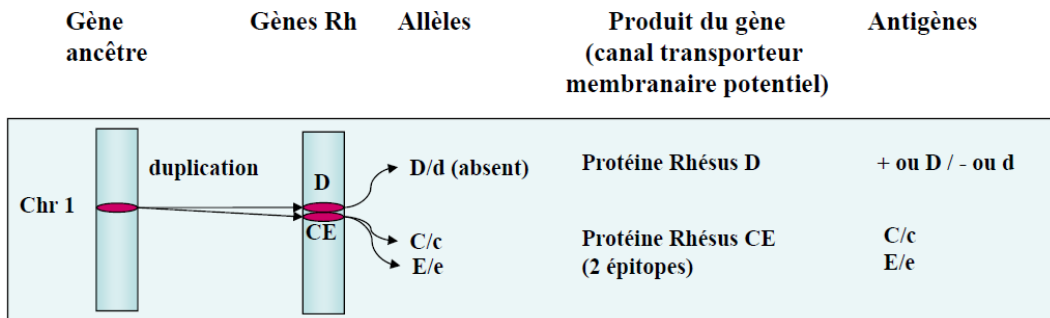 Gène ancêtre
Gènes Rh
Allèles
Produit du gène
(canal transporteur
membranaire potentiel)
Antigènes
Chr 1
duplication
D
CE
D/d (absent)
Protéine Rhésus D
+ ou D / - ou d
C/c
E/e
Protéine Rhésus CE
(2 épitopes)
C/c
E/e